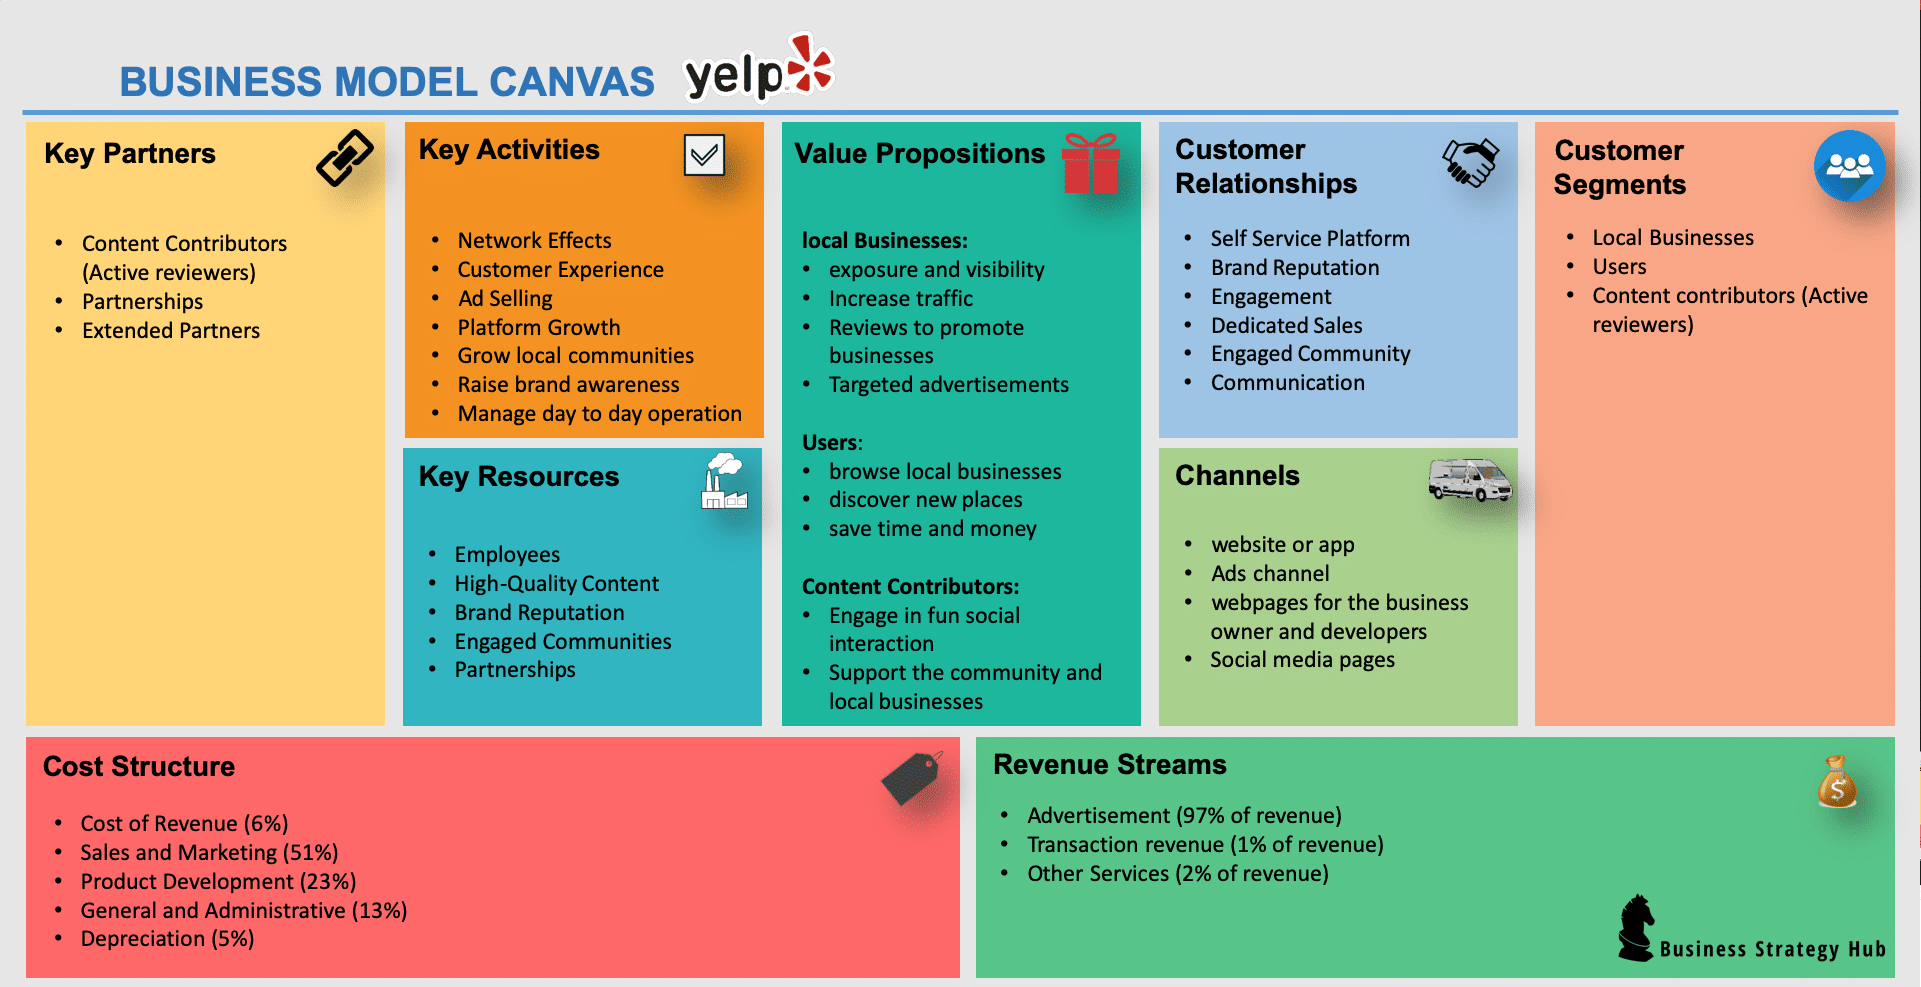 BUSINESS MODEL CANVAS yelp
Key Partners
• Content Contributors
(Active reviewers)
• Partnerships
• Extended Partners
Key Activities
• Network Effects
• Customer Experience
• Ad Selling
• Platform Growth
• Grow local communities
• Raise brand awareness
• Manage day to day operation
Key Resources
• Employees
• High-Quality Content
• Brand Reputation
• Engaged Communities
• Partnerships
Value Propositions
local Businesses:
• exposure and visibility
• Increase traffic
• Reviews to promote
businesses
• Targeted advertisements
Users:
• browse local businesses
• discover new places
• save time and money
Content Contributors:
• Engage in fun social
interaction
• Support the community and
local businesses
Customer
Relationships
• Self Service Platform
• Brand Reputation
• Engagement
• Dedicated Sales
• Engaged Community
• Communication
Channels
• website or app
• Ads channel
• webpages for the business
owner and developers
• Social media pages
Customer
Segments
• Local Businesses
• Users
• Content contributors (Active
reviewers)
Cost Structure
• Cost of Revenue (6%)
• Sales and Marketing (51%)
• Product Development (23%)
• General and Administrative (13%)
• Depreciation (5%)
Revenue Streams
• Advertisement (97% of revenue)
• Transaction revenue (1% of revenue)
• Other Services (2% of revenue)
$
Business Strategy Hub